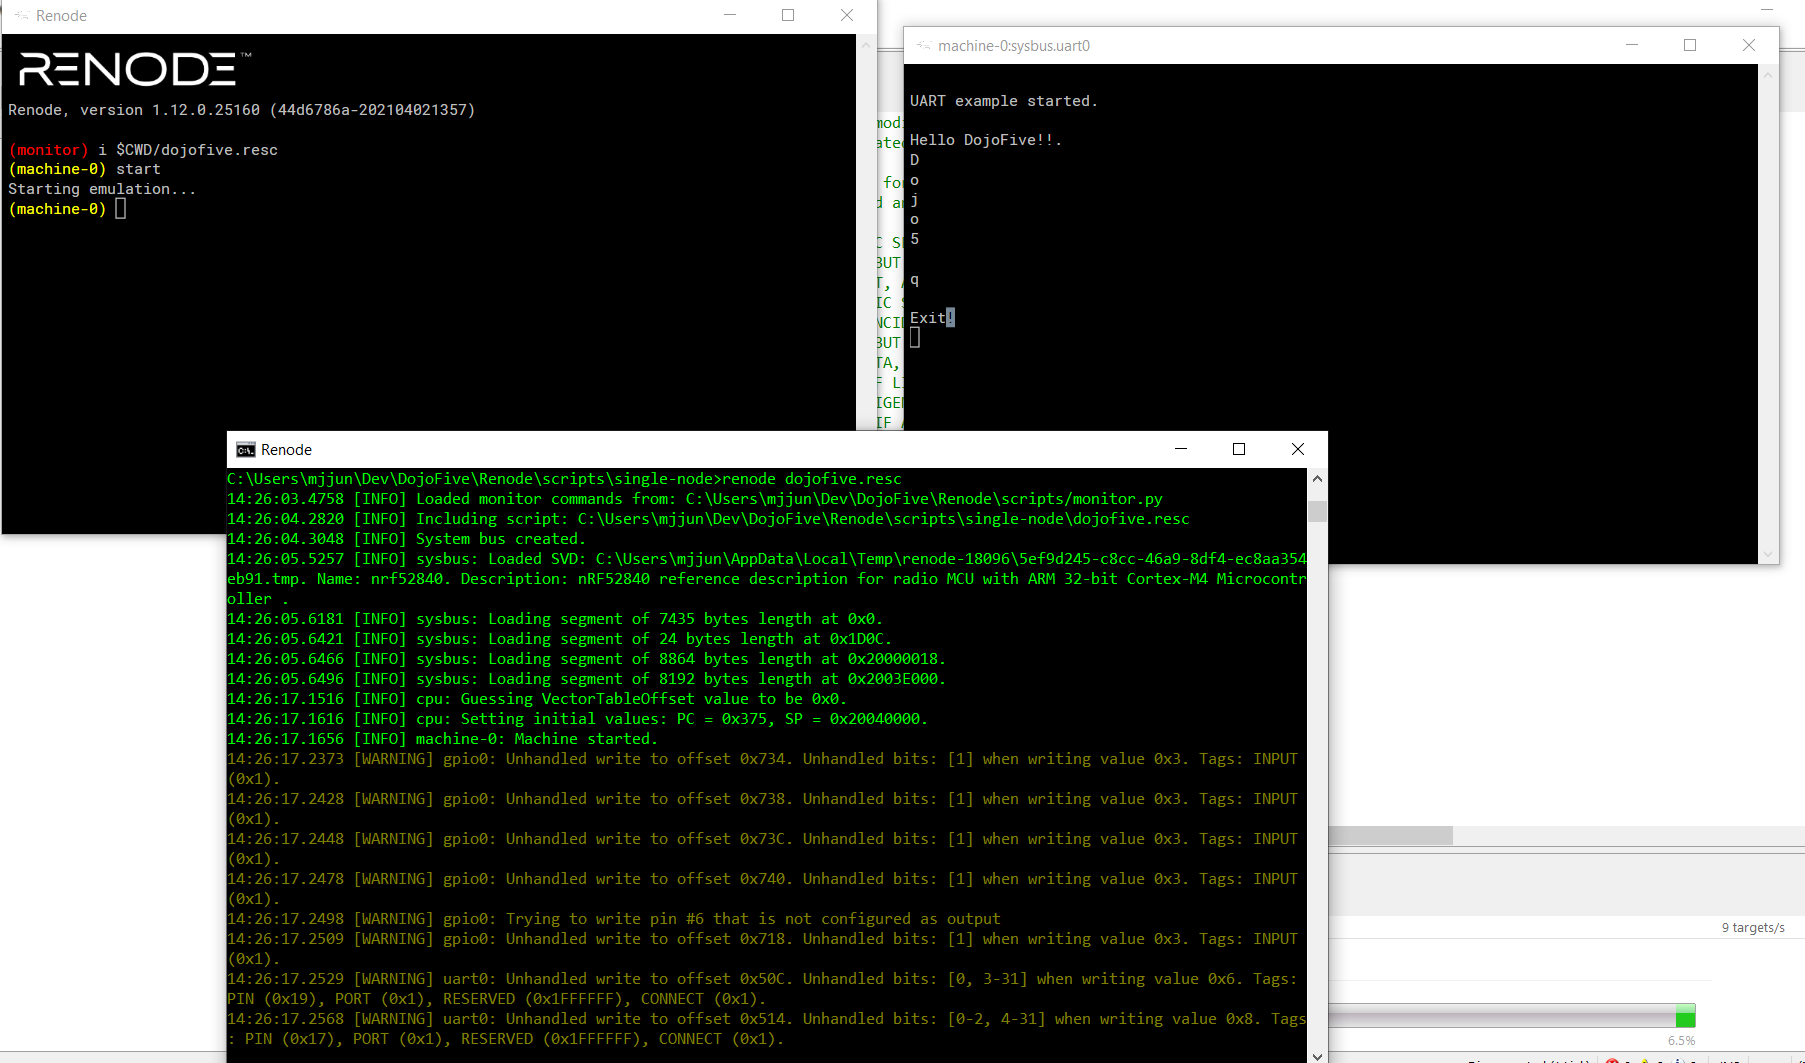 Renode
RENODE™
Renode, version 1.12.0.25160 (44d6786a-202104021357)
(monitor) i $CWD/dojofive.resc
(machine-0) start
Starting emulation...
(machine-0)
machine-0:sysbus.uart0
UART example started.
Hello DojoFive!!.
D
o
j
o
5
q
Exit!
Renode
C:\Users\mjjun\Dev\DojoFive\Renode\scripts\single-node>renode dojofive.resc
14:26:03.4758 [INFO] Loaded monitor commands from: C:\Users\mjjun\Dev\DojoFive\Renode\scripts/monitor.py
14:26:04.2820 [INFO] Including script: C:\Users\mjjun\Dev\DojoFive\Renode\scripts\single-node\dojofive.resc
14:26:04.3048 [INFO] System bus created.
14:26:05.5257 [INFO] sysbus: Loaded SVD: C:\Users\mjjun\AppData\Local\Temp\renode-18096\5ef9d245-c8cc-46a9-8df4-ec8aa354
eb91.tmp. Name: nrf52840. Description: nRF52840 reference description for radio MCU with ARM 32-bit Cortex-M4 Microcontr
oller .
14:26:05.6181 [INFO] sysbus: Loading segment of 7435 bytes length at 0x0.
14:26:05.6421 [INFO] sysbus: Loading segment of 24 bytes length at 0x1D0C.
14:26:05.6466 [INFO] sysbus: Loading segment of 8864 bytes length at 0x20000018.
14:26:05.6496 [INFO] sysbus: Loading segment of 8192 bytes length at 0x2003E000.
14:26:17.1516 [INFO] cpu: Guessing VectorTableOffset value to be 0x0.
14:26:17.1616 [INFO] cpu: Setting initial values: PC = 0x375, SP = 0x20040000.
14:26:17.1656 [INFO] machine-0: Machine started.
14:26:17.2373 [WARNING] gpio0: Unhandled write to offset 0x734. Unhandled bits: [1] when writing value 0x3. Tags: INPUT
(0x1).
14:26:17.2428 [WARNING] gpio0: Unhandled write to offset 0x738. Unhandled bits: [1] when writing value 0x3. Tags: INPUT
(0x1).
14:26:17.2448 [WARNING] gpio0: Unhandled write to offset 0x73C. Unhandled bits: [1] when writing value 0x3. Tags: INPUT
(0x1).
14:26:17.2478 [WARNING] gpio0: Unhandled write to offset 0x740. Unhandled bits: [1] when writing value 0x3. Tags: INPUT
(0x1).
14:26:17.2498 [WARNING] gpio0: Trying to write pin #6 that is not configured as output
14:26:17.2509 [WARNING] gpio0: Unhandled write to offset 0x718. Unhandled bits: [1] when writing value 0x3. Tags: INPUT
(0x1).
14:26:17.2529 [WARNING] uart0: Unhandled write to offset 0x50C. Unhandled bits: [0, 3-31] when writing value 0x6. Tags:
PIN (0x19), PORT (0x1), RESERVED (0x1FFFFFF), CONNECT (0x1).
14:26:17.2568 [WARNING] uart0: Unhandled write to offset 0x514. Unhandled bits: [0-2, 4-31] when writing value 0x8. Tags
: PIN (0x17), PORT (0x1), RESERVED (0x1FFFFFF), CONNECT (0x1).
9 targets/s
6.5%